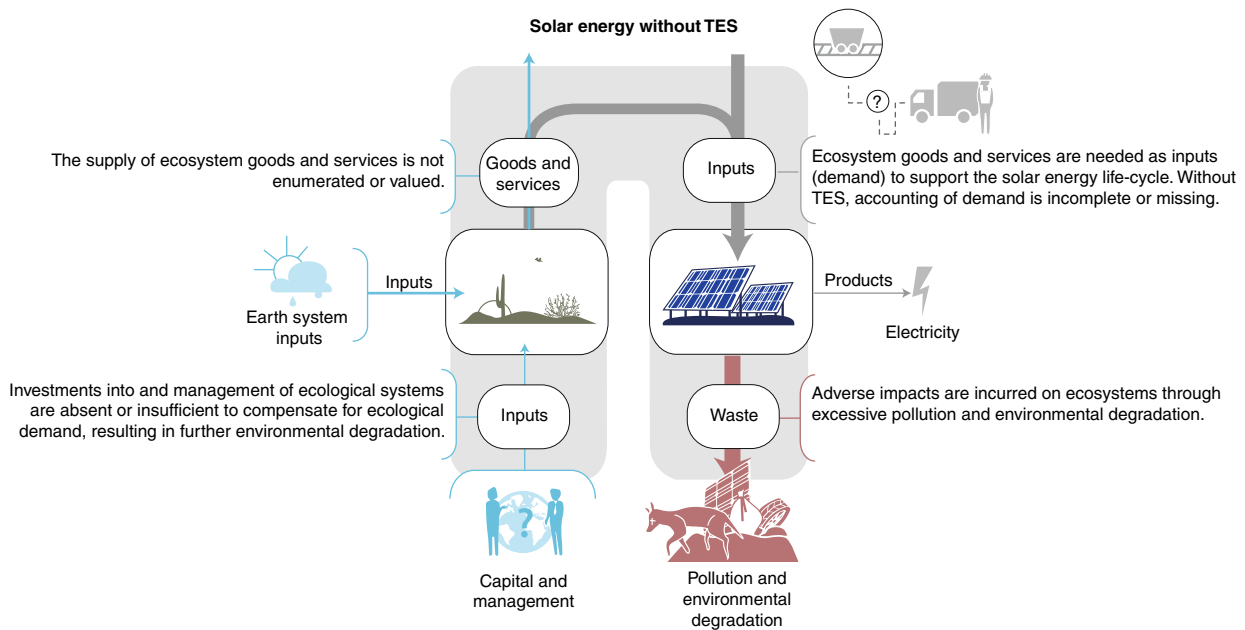 Solar energy without TES
?
The supply of ecosystem goods and services is not
enumerated or valued.
Goods and
services
Inputs
Ecosystem goods and services are needed as inputs
(demand) to support the solar energy life-cycle. Without
TES, accounting of demand is incomplete or missing.
Earth system
inputs
Inputs
Products
Electricity
Investments into and management of ecological systems
are absent or insufficient to compensate for ecological
demand, resulting in further environmental degradation.
Inputs
Waste
Adverse impacts are incurred on ecosystems through
excessive pollution and environmental degradation.
?
Capital and
management
Pollution and
environmental
degradation